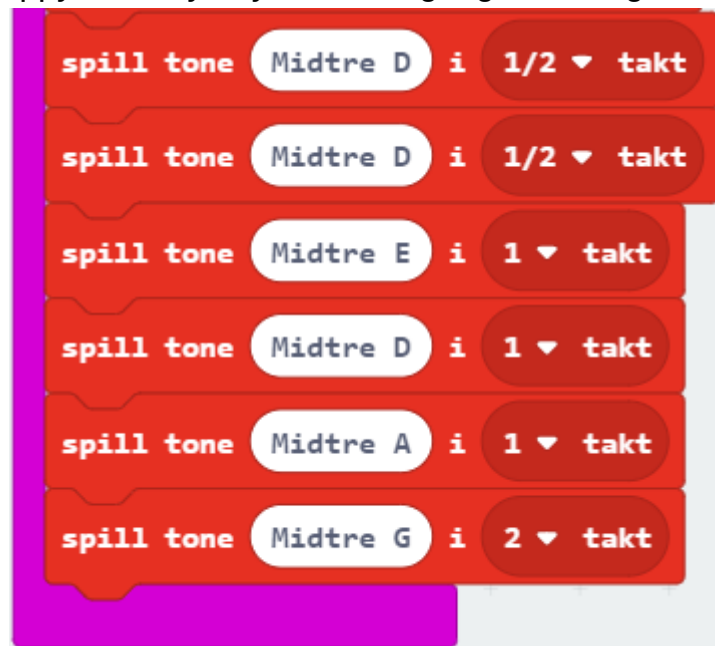 spill tone Midtre D i 1/2 takt
spill tone Midtre D i 1/2 takt
spill tone Midtre E i 1 takt
spill tone Midtre D i 1 takt
spill tone Midtre A i 1 takt
spill tone Midtre G i 2 takt